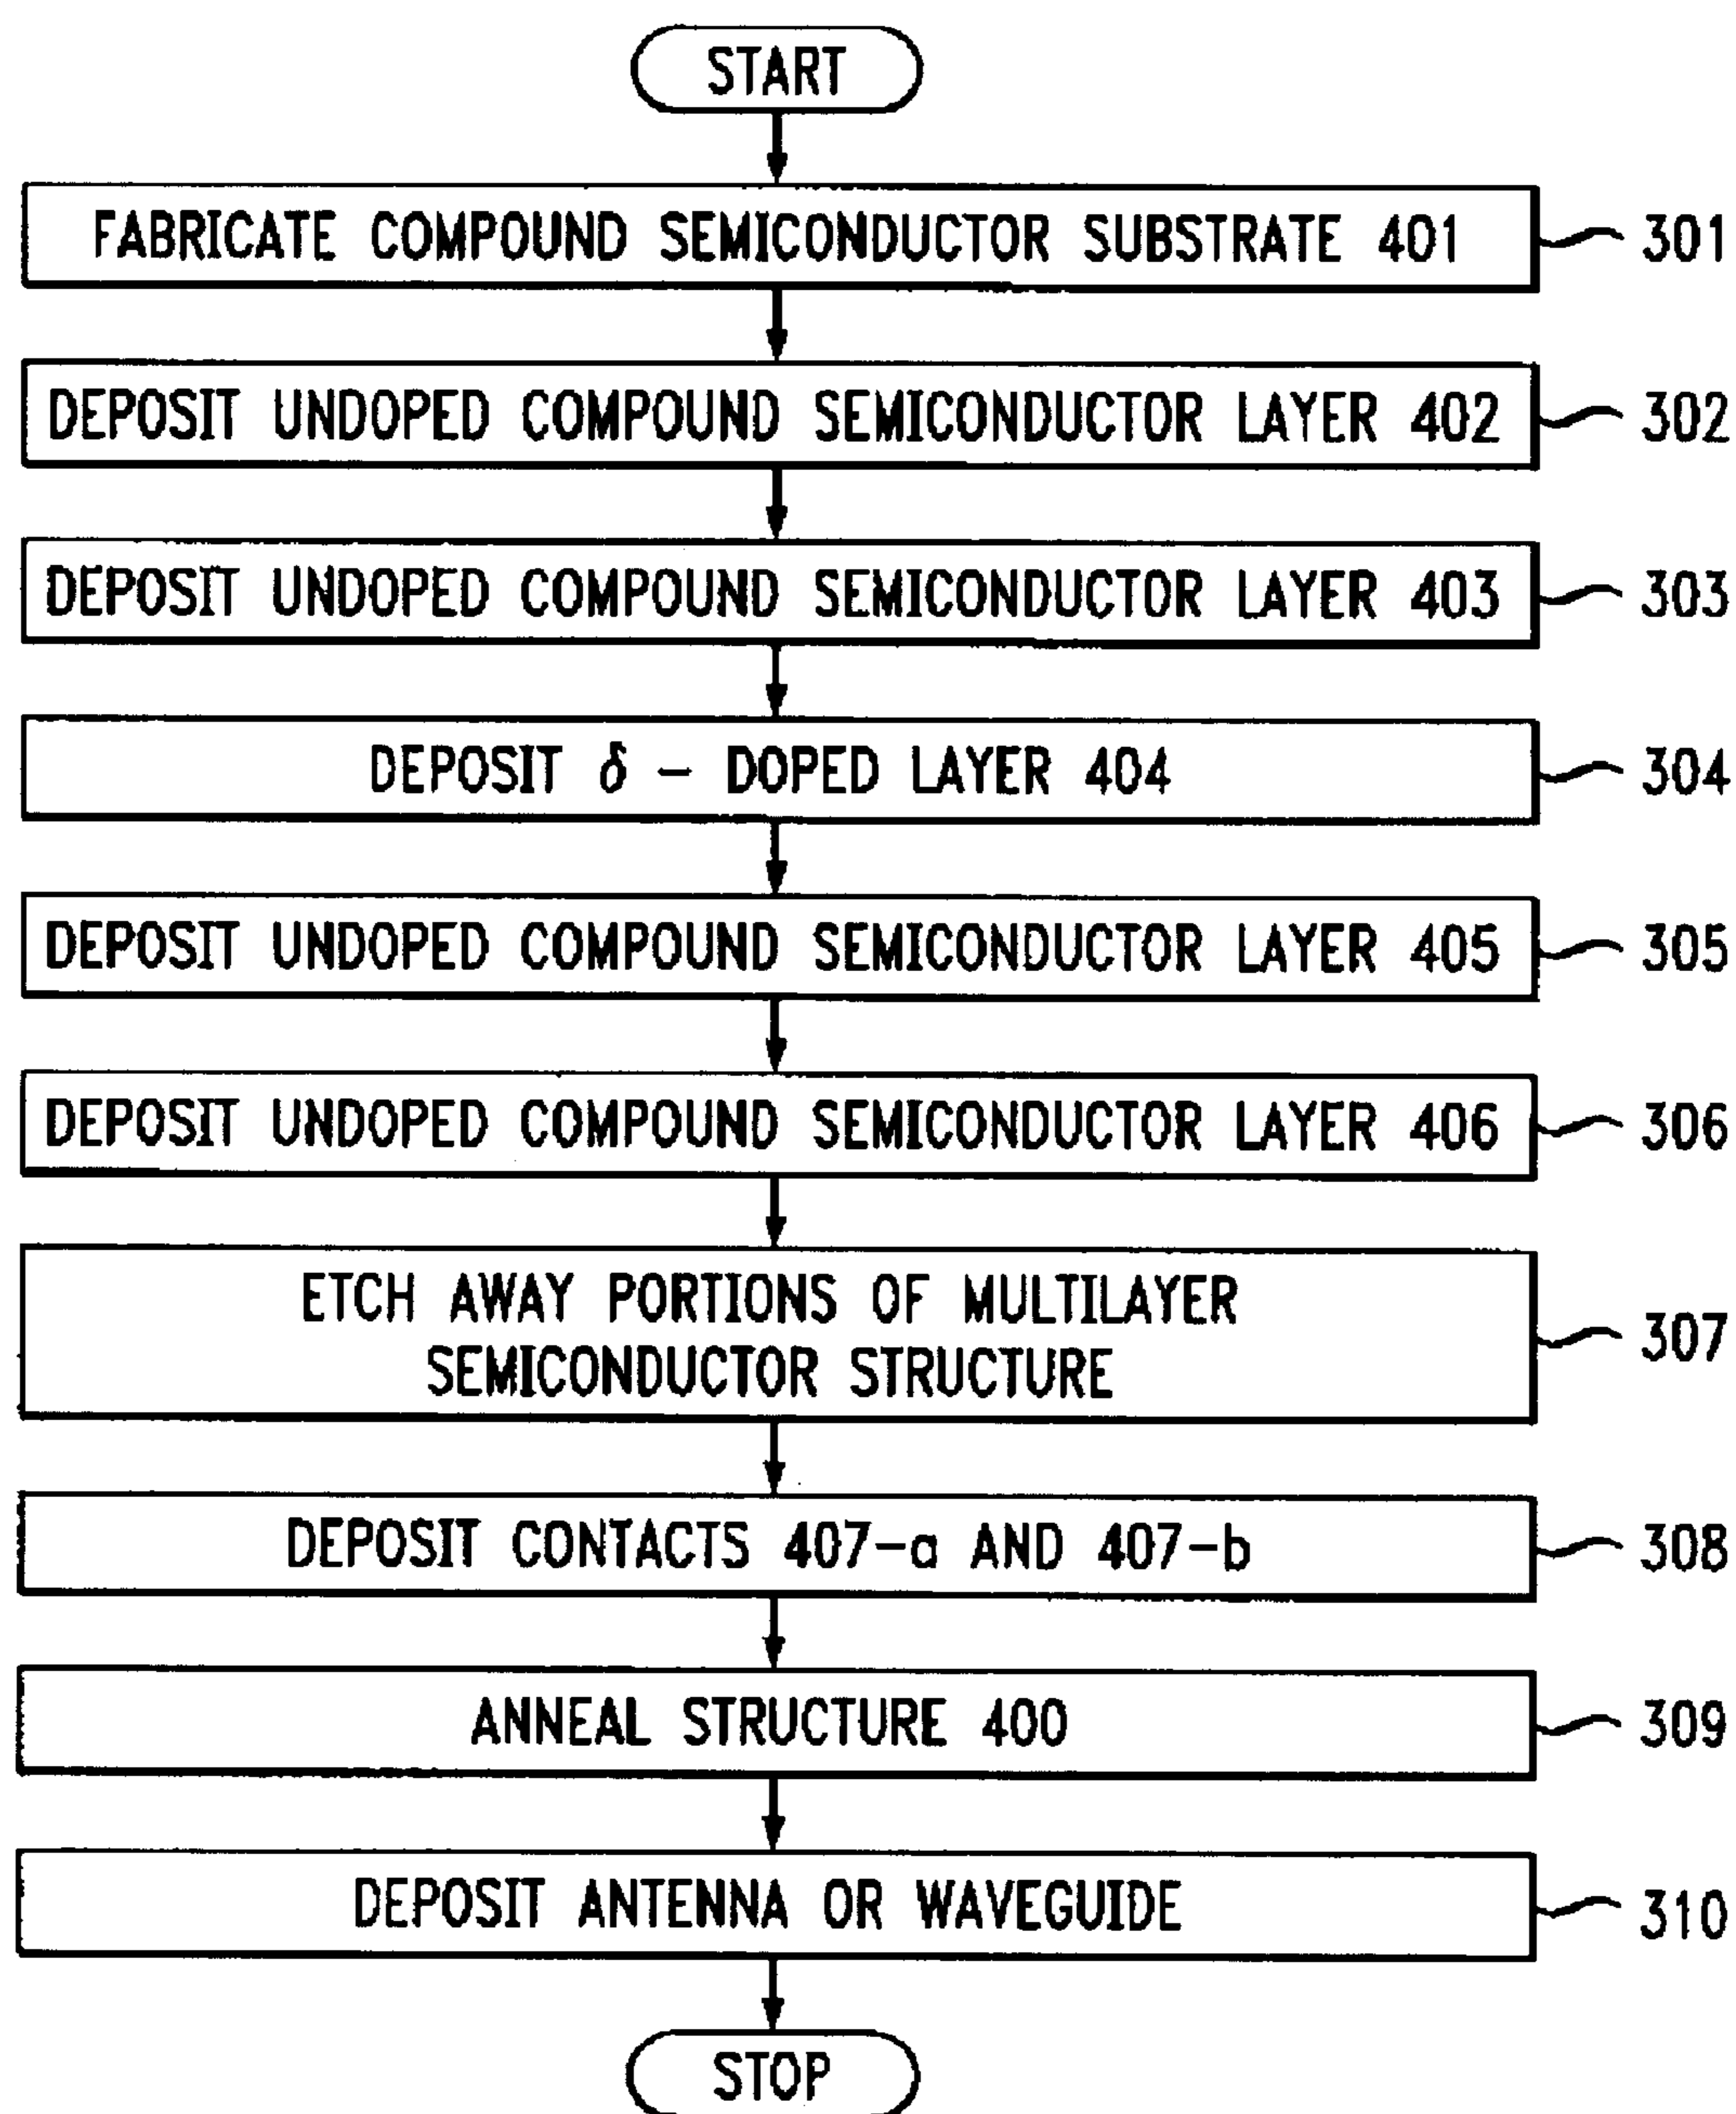 START
FABRICATE COMPOUND SEMICONDUCTOR SUBSTRATE 401
301
DEPOSIT UNDOPED COMPOUND SEMICONDUCTOR LAYER 402
302
DEPOSIT UNDOPED COMPOUND SEMICONDUCTOR LAYER 403
303
DEPOSIT δ – DOPED LAYER 404
304
DEPOSIT UNDOPED COMPOUND SEMICONDUCTOR LAYER 405
305
DEPOSIT UNDOPED COMPOUND SEMICONDUCTOR LAYER 406
306
ETCH AWAY PORTIONS OF MULTILAYER
SEMICONDUCTOR STRUCTURE
307
DEPOSIT CONTACTS 407-a AND 407-b
308
ANNEAL STRUCTURE 400
309
DEPOSIT ANTENNA OR WAVEGUIDE
310
STOP